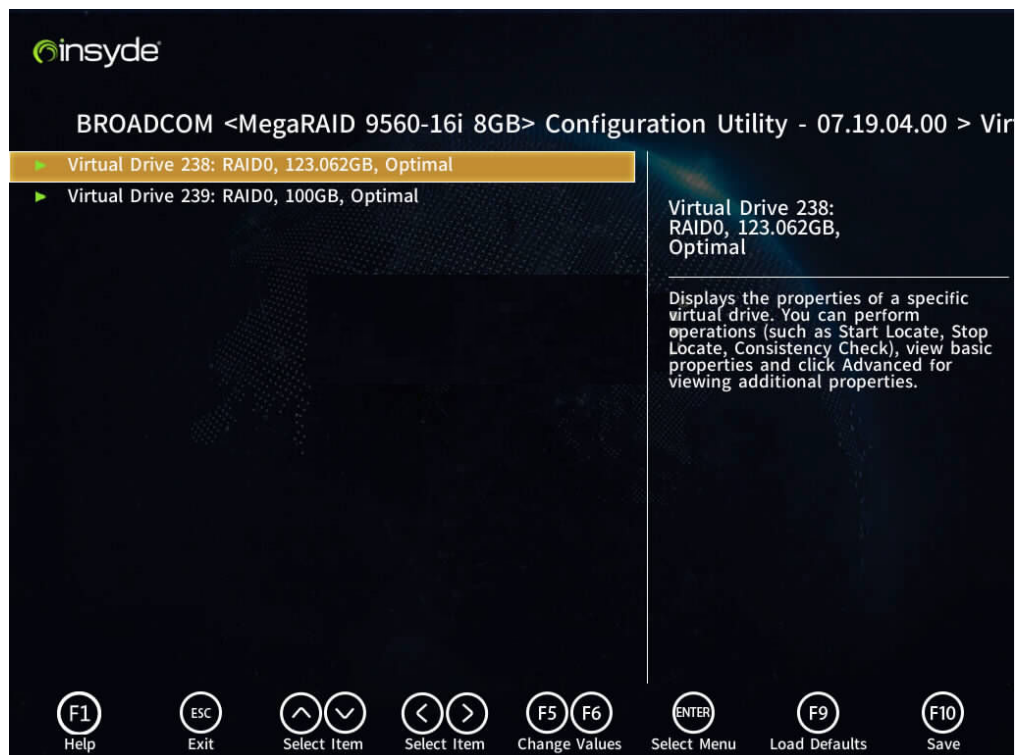 insyde
BROADCOM <MegaRAID 9560-16i 8GB> Configuration Utility - 07.19.04.00 > Vir
Virtual Drive 238: RAID0, 123.062GB, Optimal
Virtual Drive 239: RAID0, 100GB, Optimal
Virtual Drive 238:
RAID0, 123.062GB,
Optimal
Displays the properties of a specific
virtual drive. You can perform
operations (such as Start Locate, Stop
Locate, Consistency Check), view basic
properties and click Advanced for
viewing additional properties.
F1 ESC F5 F6 ENTER F9 F10
Help Exit Select Item Select Item Change Values Select Menu Load Defaults Save